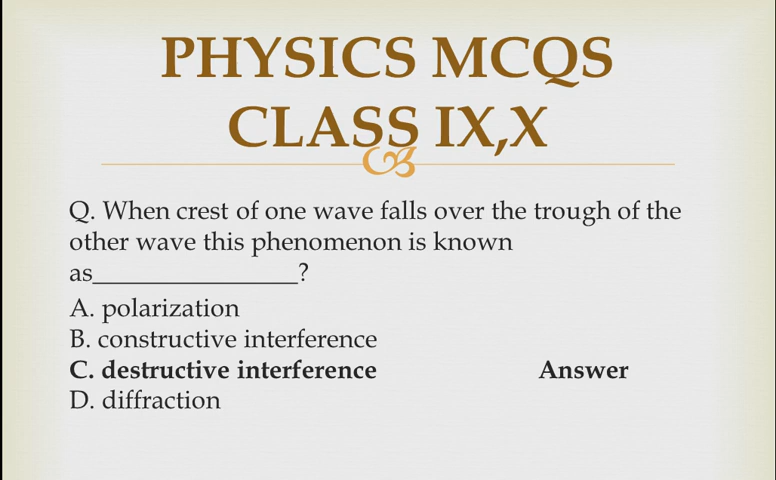 PHYSICS MCQS
CLASS IX,X
Q. When crest of one wave falls over the trough of the
other wave this phenomenon is known
as_________________?
A. polarization
B. constructive interference
C. destructive interference Answer
D. diffraction